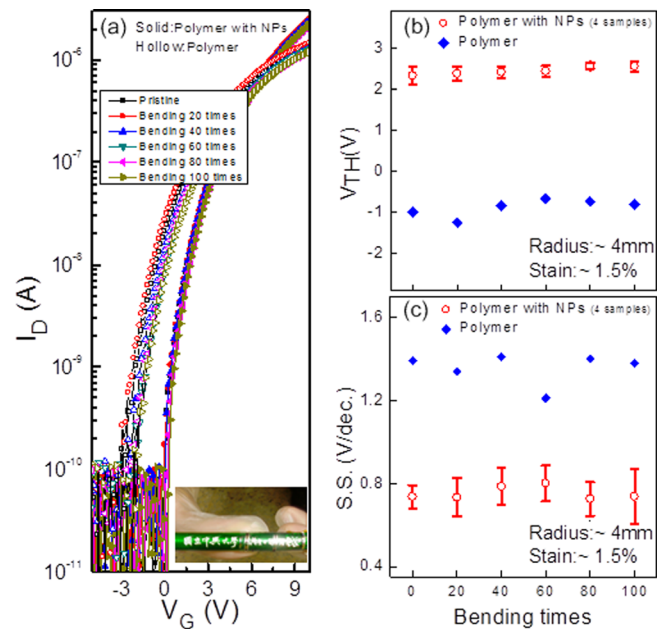 (a)
Solid:Polymer with NPs
Hollow:Polymer
Pristine
Bending 20 times
Bending 40 times
Bending 60 times
Bending 80 times
Bending 100 times
10⁻⁶
10⁻⁷
10⁻⁸
10⁻⁹
10⁻¹⁰
10⁻¹¹
I_D (A)
-3 0 3 6 9
V_G (V)
(b)
Polymer with NPs (4 samples)
Polymer
3
2
1
0
-1
-2
V_TH(V)
Radius:~ 4mm
Stain:~ 1.5%
(c)
Polymer with NPs (4 samples)
Polymer
1.6
1.2
0.8
0.4
S.S. (V/dec.)
Radius:~ 4mm
Stain:~ 1.5%
0 20 40 60 80 100
Bending times